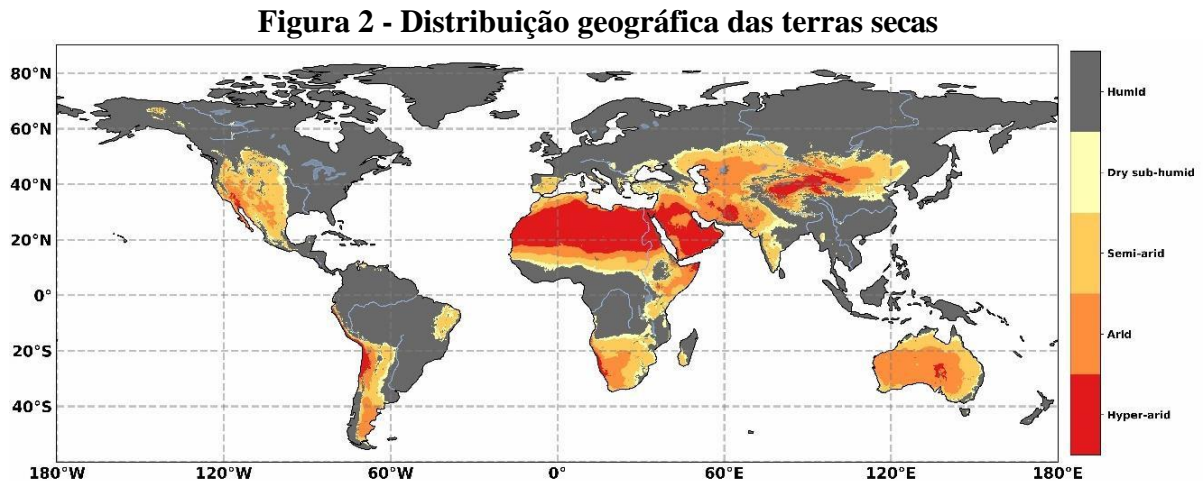 Figura 2 - Distribuição geográfica das terras secas
80°N
60°N
40°N
20°N
0°
20°S
40°S
180°W
120°W
60°W
0°
60°E
120°E
180°E
Humid
Dry sub-humid
Semi-arid
Arid
Hyper-arid